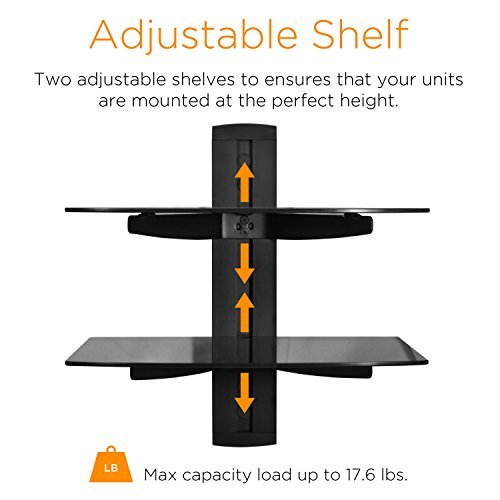 Adjustable Shelf
Two adjustable shelves to ensures that your units
are mounted at the perfect height.
LB
Max capacity load up to 17.6 lbs.